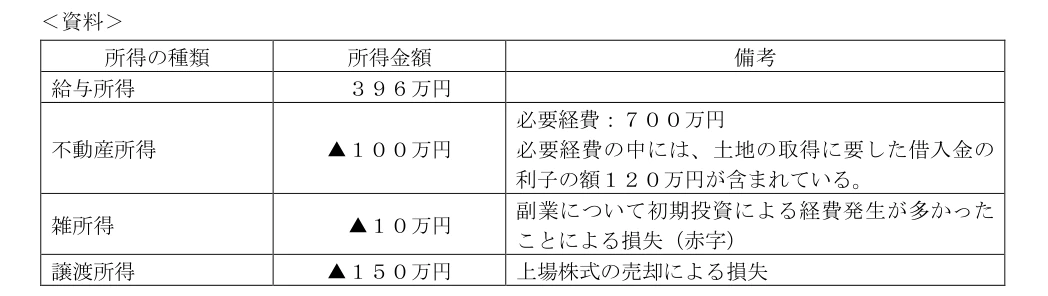 ＜資料＞
所得の種類 所得金額 備考
給与所得 ３９６万円
不動産所得 ▲１００万円 必要経費：７００万円
必要経費の中には、土地の取得に要した借入金の
利子の額１２０万円が含まれている。
雑所得 ▲１０万円 副業について初期投資による経費発生が多かった
ことによる損失（赤字）
譲渡所得 ▲１５０万円 上場株式の売却による損失